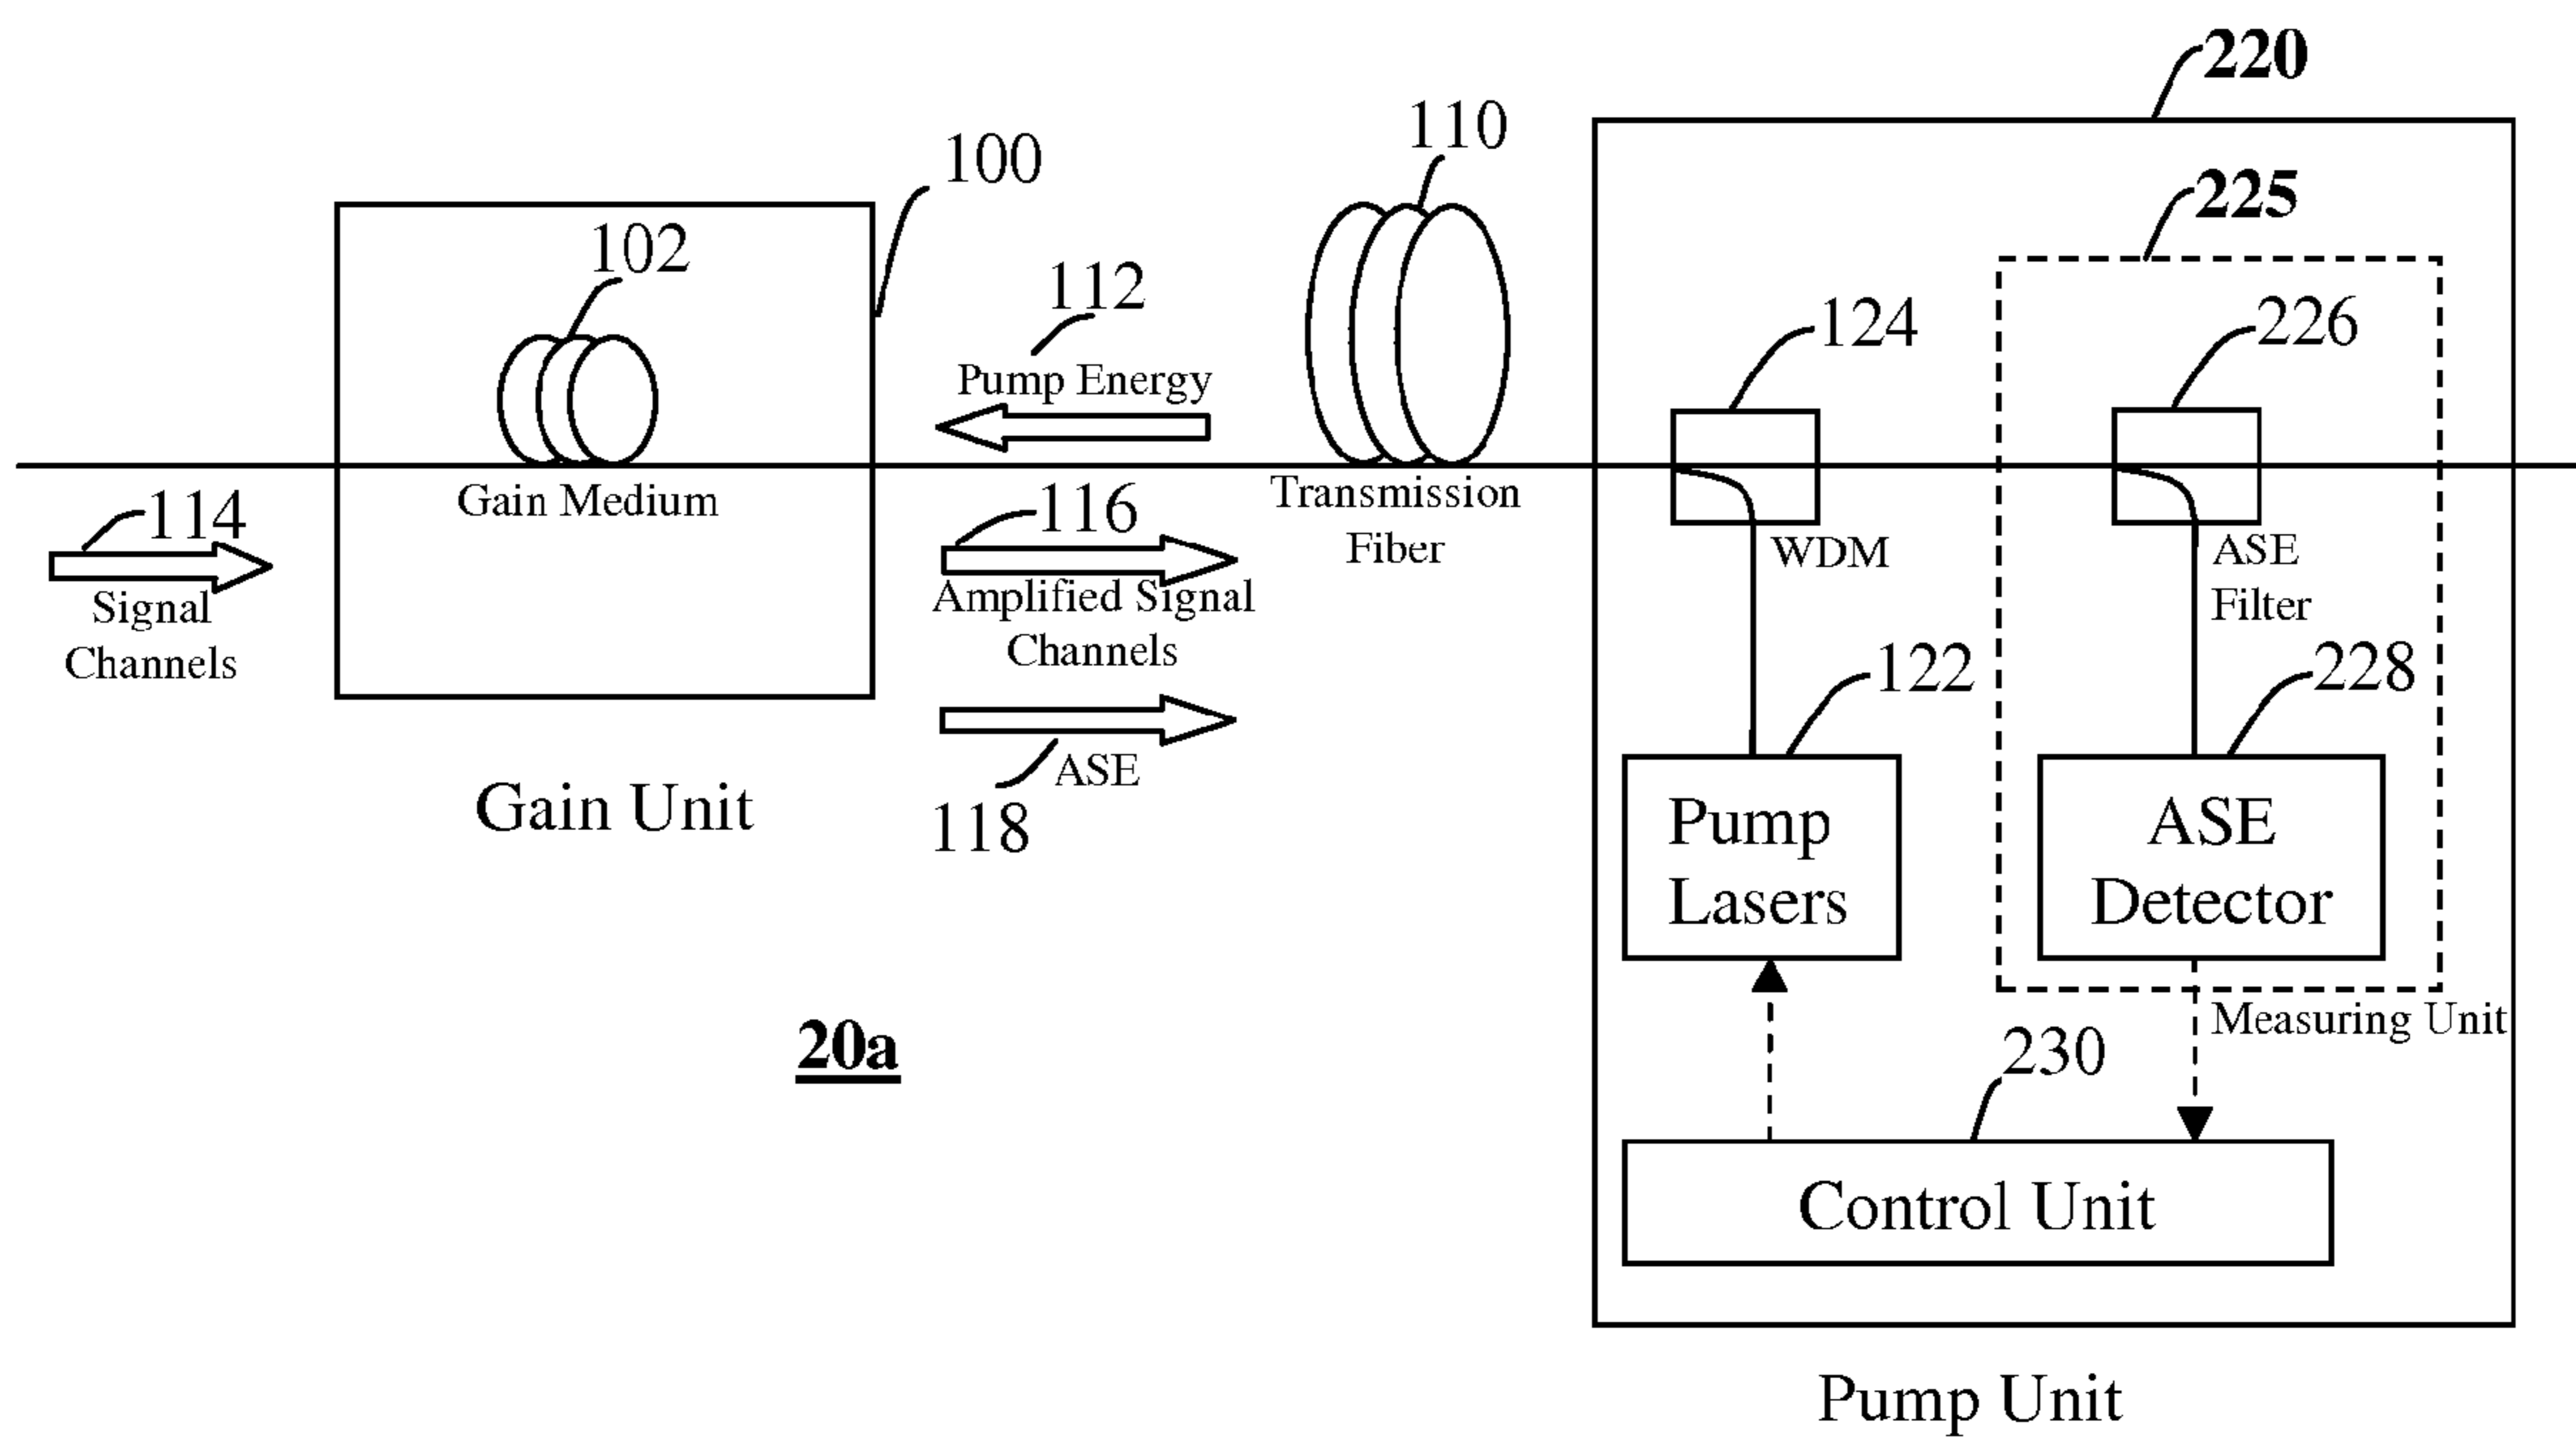 220
110
100
225
102
112
124
226
Pump Energy
114
Gain Medium
116
Transmission
Fiber
WDM
ASE
Filter
Signal
Channels
Amplified Signal
Channels
122
228
ASE
118
Gain Unit
Pump
Lasers
ASE
Detector
20a
Measuring Unit
230
Control Unit
Pump Unit